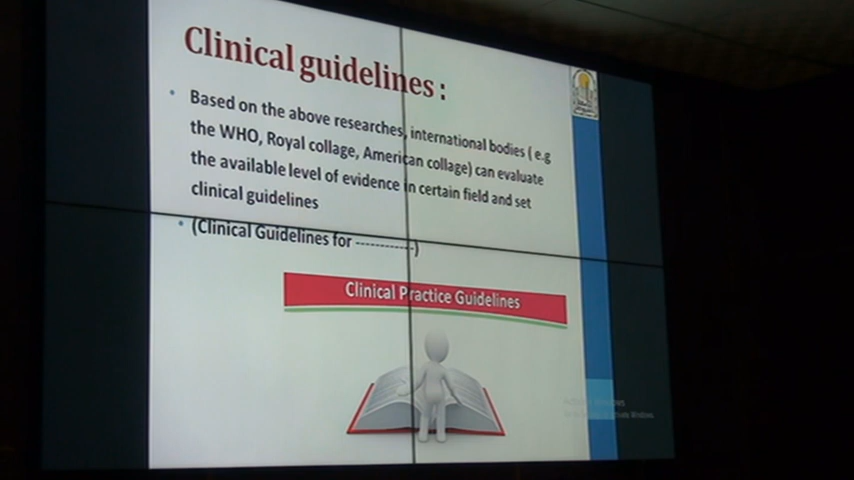 Clinical guidelines :
• Based on the above researches, international bodies ( e.g
the WHO, Royal collage, American collage) can evaluate
the available level of evidence in certain field and set
clinical guidelines
• (Clinical Guidelines for ------------)
Clinical Practice Guidelines